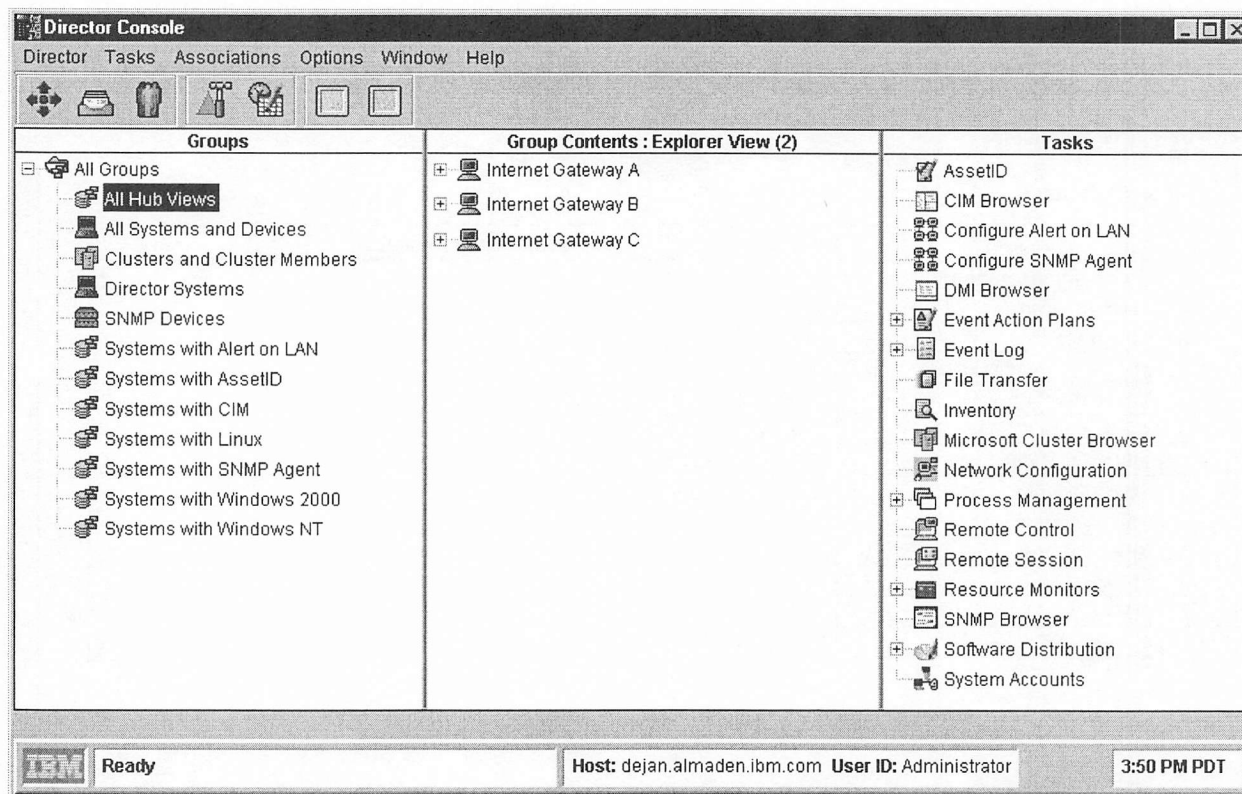 Director Console
Director Tasks Associations Options Window Help
Groups
All Groups
All Hub Views
All Systems and Devices
Clusters and Cluster Members
Director Systems
SNMP Devices
Systems with Alert on LAN
Systems with AssetID
Systems with CIM
Systems with Linux
Systems with SNMP Agent
Systems with Windows 2000
Systems with Windows NT
Group Contents : Explorer View (2)
Internet Gateway A
Internet Gateway B
Internet Gateway C
Tasks
AssetID
CIM Browser
Configure Alert on LAN
Configure SNMP Agent
DMI Browser
Event Action Plans
Event Log
File Transfer
Inventory
Microsoft Cluster Browser
Network Configuration
Process Management
Remote Control
Remote Session
Resource Monitors
SNMP Browser
Software Distribution
System Accounts
IBM
Ready
Host: dejan.almaden.ibm.com User ID: Administrator
3:50 PM PDT